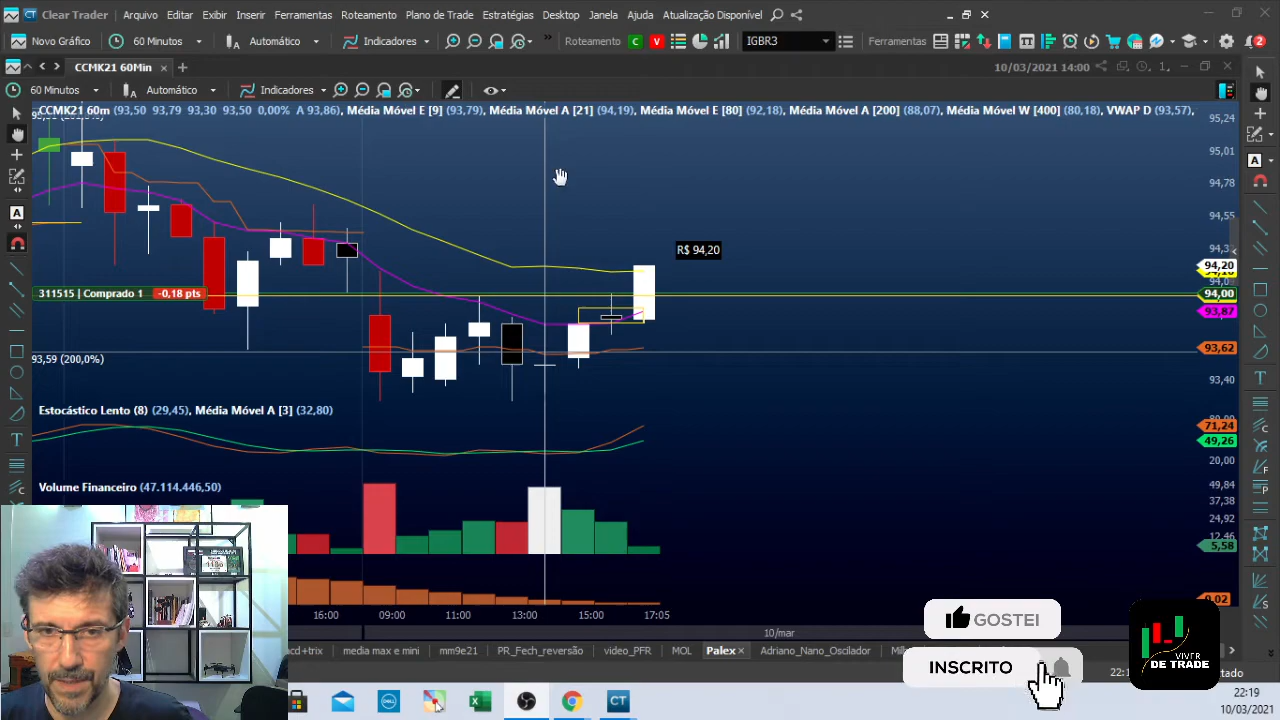 Clear Trader Arquivo Editar Exibir Inserir Ferramentas Roteamento Plano de Trade Estratégias Desktop Janela Ajuda Atualização Disponível
Novo Gráfico 60 Minutos Automático Indicadores Roteamento C V IGBR3 Ferramentas 2
CCMK21 60Min 10/03/2021 14:00
60 Minutos Automático Indicadores
CCMK21 60m (93,50 93,79 93,30 93,50 0,00% A 93,86), Média Móvel E [9] (93,79), Média Móvel A [21] (94,19), Média Móvel E [80] (92,18), Média Móvel A [200] (88,07), Média Móvel W [400] (80,18), VWAP D (93,57),
95,24
95,01
94,78
94,55
R$ 94,20
94,20
311515 | Comprado 1 -0,18 pts
94,00
93,87
93,62
93,59 (200,0%)
93,40
Estocástico Lento (8) (29,45), Média Móvel A [3] (32,80)
71,24
49,26
20,00
Volume Financeiro (47.114.446,50)
49,84
37,38
24,92
12,46
5,58
0,02
16:00 09:00 11:00 13:00 15:00 17:05
10/mar
GOSTEI
acd+trix media max e mini mm9e21 PR_Fech_reversão video_PFR MOL Palex Adriano_Nano_Oscilador
INSCRITO
VIVER
DE TRADE
CT
22:19
10/03/2021